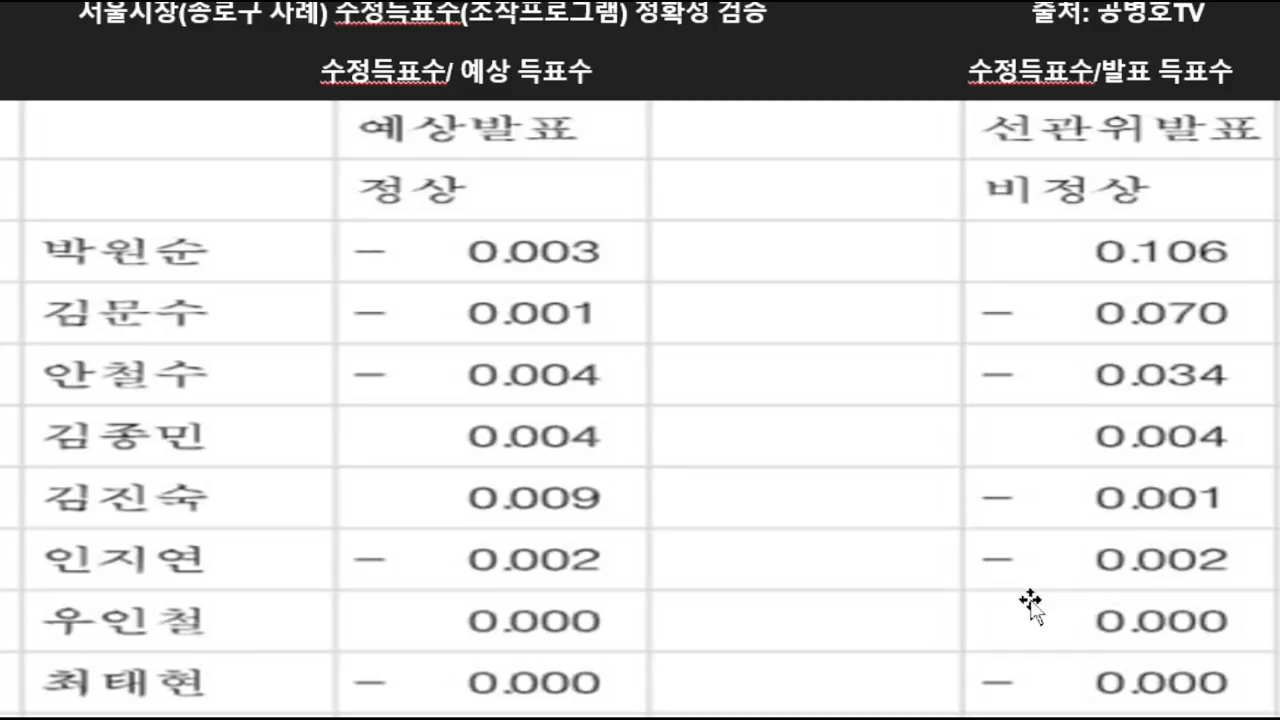 서울시장(종로구 사례) 수정득표수(조작프로그램) 정확성 검증 출처: 공병호TV
수정득표수/ 예상 득표수 수정득표수/발표 득표수
예상발표 선관위발표
정상 비정상
박원순 - 0.003 0.106
김문수 - 0.001 - 0.070
안철수 - 0.004 - 0.034
김종민 0.004 0.004
김진숙 0.009 - 0.001
인지연 - 0.002 - 0.002
우인철 0.000 0.000
최태현 - 0.000 - 0.000